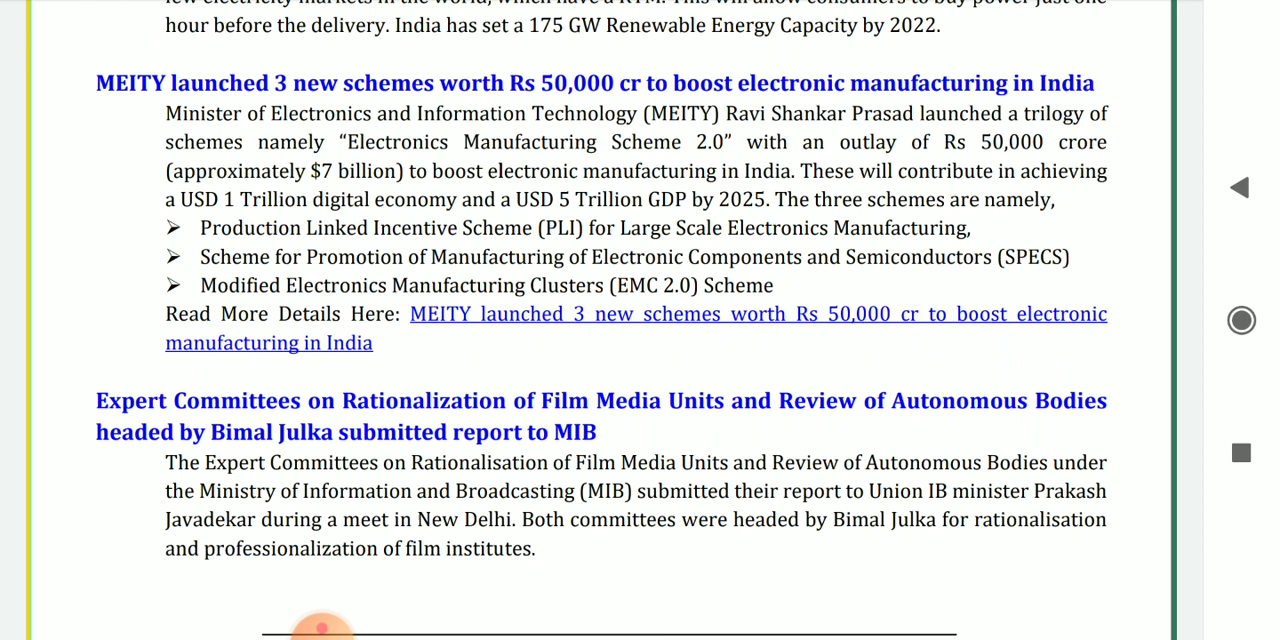 hour before the delivery. India has set a 175 GW Renewable Energy Capacity by 2022.
MEITY launched 3 new schemes worth Rs 50,000 cr to boost electronic manufacturing in India
Minister of Electronics and Information Technology (MEITY) Ravi Shankar Prasad launched a trilogy of
schemes namely “Electronics Manufacturing Scheme 2.0” with an outlay of Rs 50,000 crore
(approximately $7 billion) to boost electronic manufacturing in India. These will contribute in achieving
a USD 1 Trillion digital economy and a USD 5 Trillion GDP by 2025. The three schemes are namely,
➢ Production Linked Incentive Scheme (PLI) for Large Scale Electronics Manufacturing,
➢ Scheme for Promotion of Manufacturing of Electronic Components and Semiconductors (SPECS)
➢ Modified Electronics Manufacturing Clusters (EMC 2.0) Scheme
Read More Details Here: MEITY launched 3 new schemes worth Rs 50,000 cr to boost electronic
manufacturing in India
Expert Committees on Rationalization of Film Media Units and Review of Autonomous Bodies
headed by Bimal Julka submitted report to MIB
The Expert Committees on Rationalisation of Film Media Units and Review of Autonomous Bodies under
the Ministry of Information and Broadcasting (MIB) submitted their report to Union IB minister Prakash
Javadekar during a meet in New Delhi. Both committees were headed by Bimal Julka for rationalisation
and professionalization of film institutes.